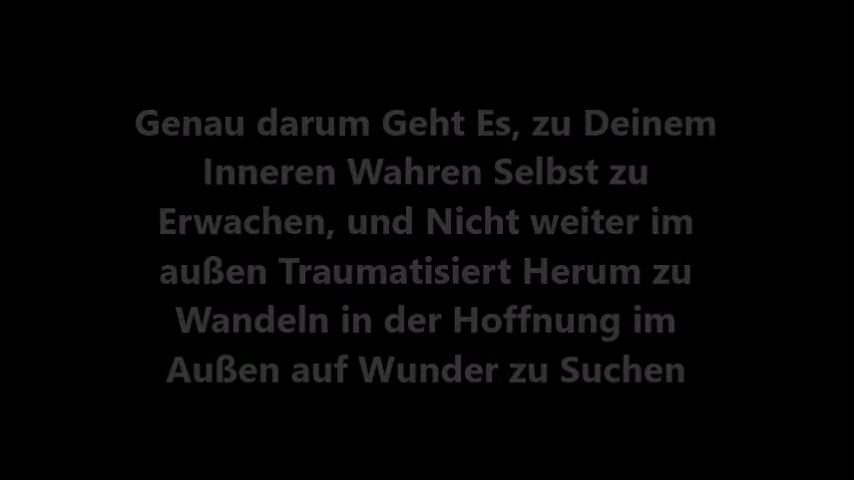 Genau darum Geht Es, zu Deinem
Inneren Wahren Selbst zu
Erwachen, und Nicht weiter im
außen Traumatisiert Herum zu
Wandeln in der Hoffnung im
Außen auf Wunder zu Suchen